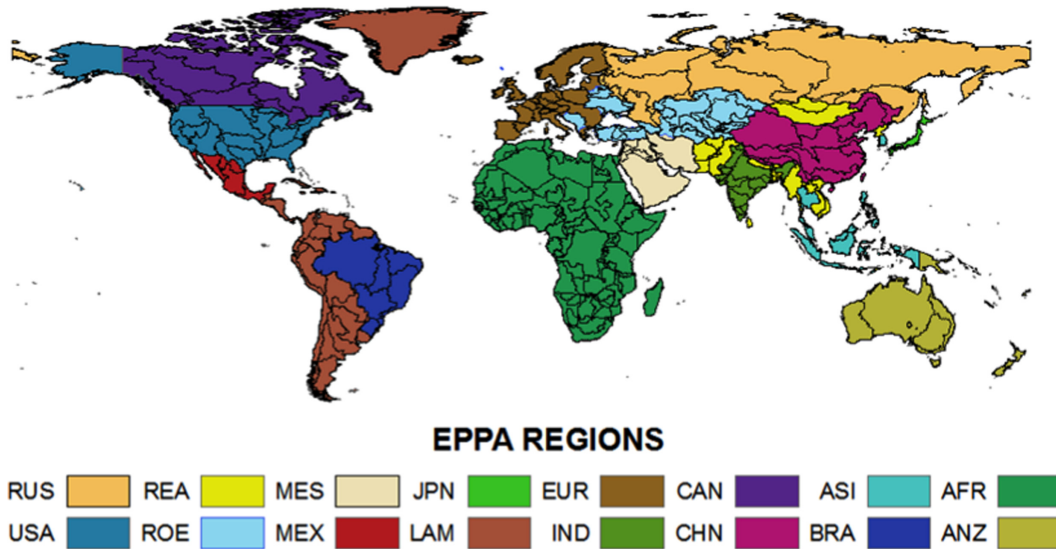 EPPA REGIONS
RUS REA MES JPN EUR CAN ASI AFR
USA ROE MEX LAM IND CHN BRA ANZ